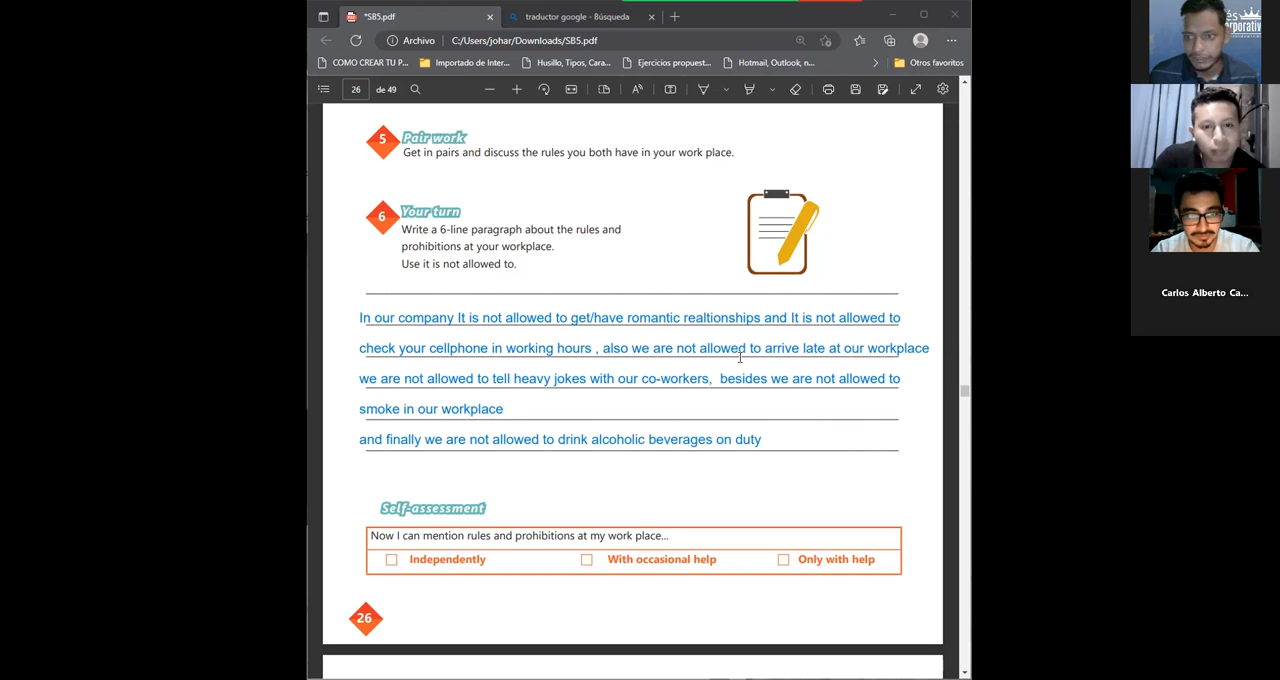 *SB5.pdf
traductor google - Búsqueda
Archivo
C:/Users/johar/Downloads/SB5.pdf
COMO CREAR TU P...
Importado de Inter...
Husillo, Tipos, Cara...
Ejercicios propuest...
Hotmail, Outlook, n...
Otros favoritos
26 de 49
5 Pair work
Get in pairs and discuss the rules you both have in your work place.
6 Your turn
Write a 6-line paragraph about the rules and
prohibitions at your workplace.
Use it is not allowed to.
In our company It is not allowed to get/have romantic realtionships and It is not allowed to
check your cellphone in working hours , also we are not allowed to arrive late at our workplace
we are not allowed to tell heavy jokes with our co-workers, besides we are not allowed to
smoke in our workplace
and finally we are not allowed to drink alcoholic beverages on duty
Self-assessment
Now I can mention rules and prohibitions at my work place...
Independently
With occasional help
Only with help
26
Carlos Alberto Ca...